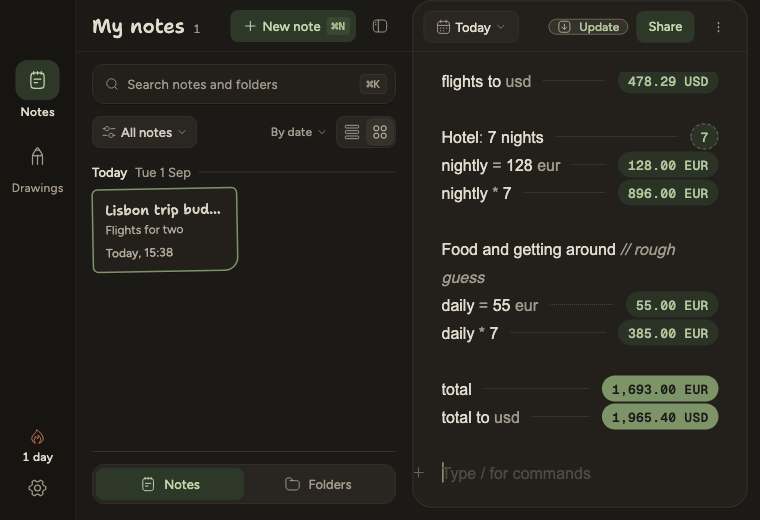 My notes 1
New note ⌘N
Today
Update
Share
Notes
Drawings
Search notes and folders ⌘K
All notes
By date
Today Tue 1 Sep
Lisbon trip bud...
Flights for two
Today, 15:38
1 day
Notes
Folders
flights to usd 478.29 USD
Hotel: 7 nights 7
nightly = 128 eur 128.00 EUR
nightly * 7 896.00 EUR
Food and getting around // rough
guess
daily = 55 eur 55.00 EUR
daily * 7 385.00 EUR
total 1,693.00 EUR
total to usd 1,965.40 USD
+ Type / for commands